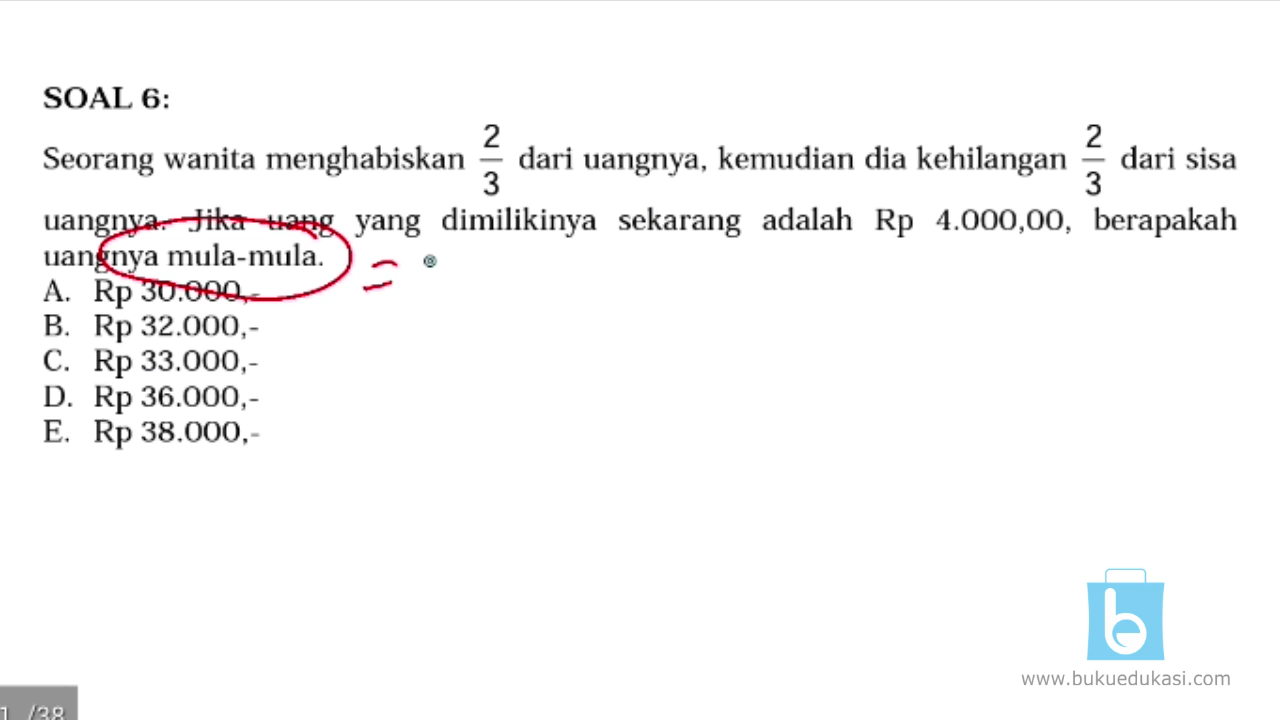 SOAL 6:
Seorang wanita menghabiskan 2/3 dari uangnya, kemudian dia kehilangan 2/3 dari sisa
uangnya. Jika uang yang dimilikinya sekarang adalah Rp 4.000,00, berapakah
uangnya mula-mula. =
A. Rp 30.000,-
B. Rp 32.000,-
C. Rp 33.000,-
D. Rp 36.000,-
E. Rp 38.000,-
b
www.bukuedukasi.com
1 /38